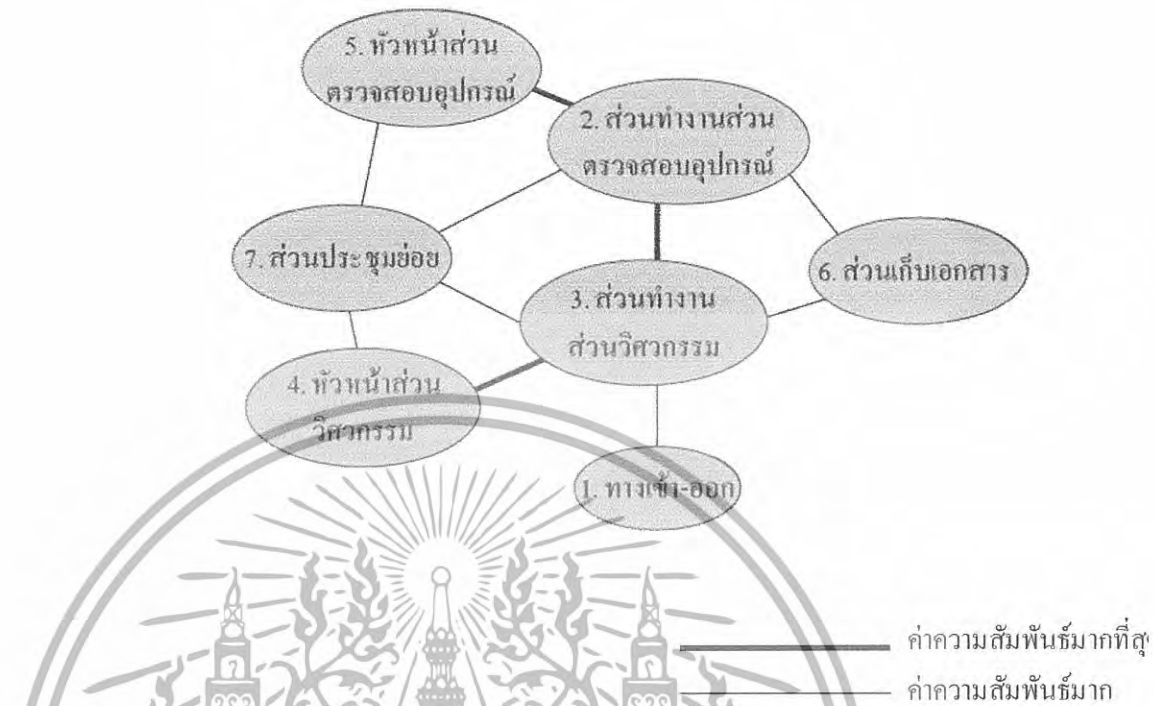 5. หัวหน้าส่วน
ตรวจสอบอุปกรณ์
2. ส่วนทำงานส่วน
ตรวจสอบอุปกรณ์
7. ส่วนประชุมย่อย
6. ส่วนเก็บเอกสาร
3. ส่วนทำงาน
ส่วนวิศวกรรม
4. หัวหน้าส่วน
วิศวกรรม
1. ทางเข้า-ออก
ค่าความสัมพันธ์มากที่สุ
ค่าความสัมพันธ์มาก